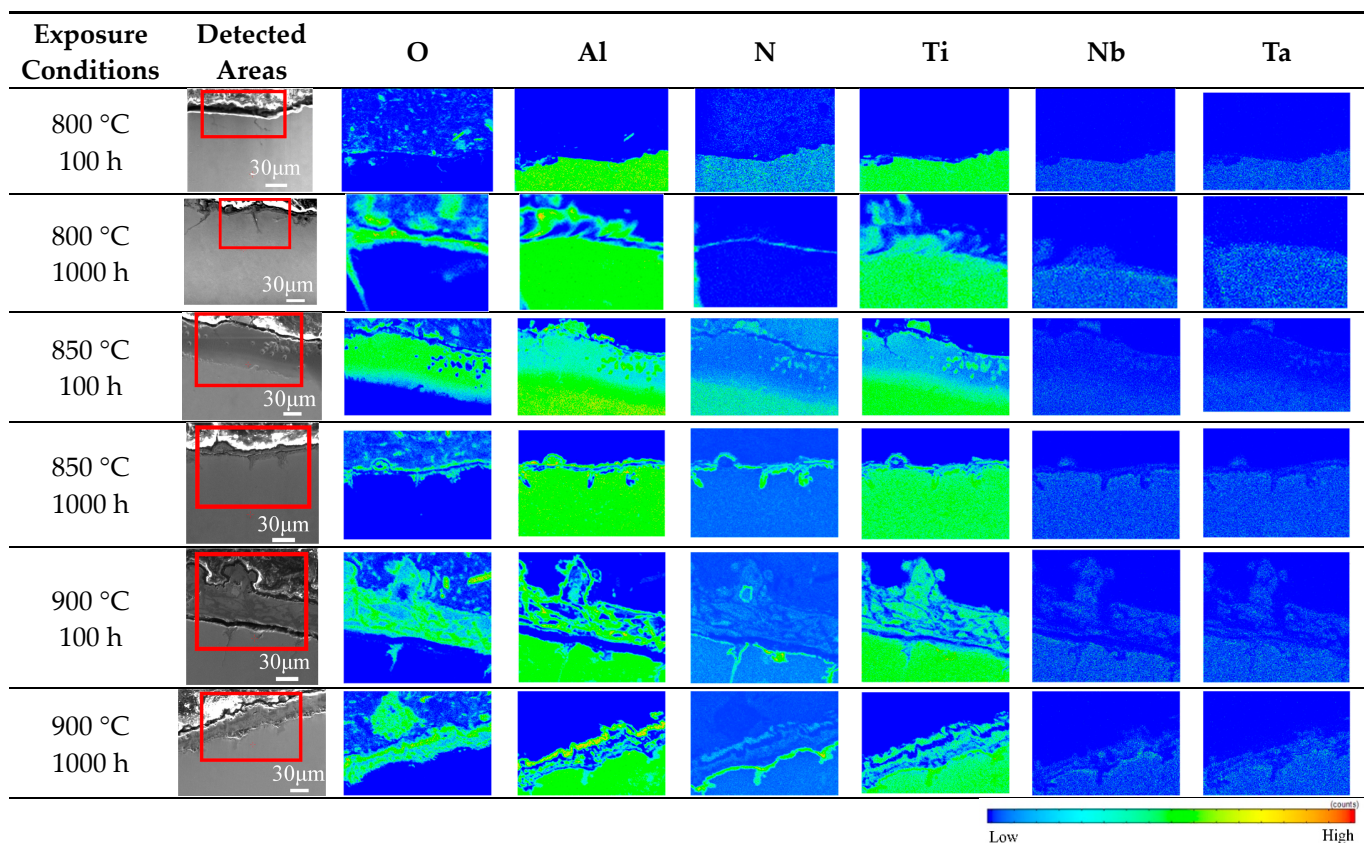 Exposure Conditions Detected Areas O Al N Ti Nb Ta
800 °C 100 h 30μm
800 °C 1000 h 30μm
850 °C 100 h 30μm
850 °C 1000 h 30μm
900 °C 100 h 30μm
900 °C 1000 h 30μm
(counts)
Low High